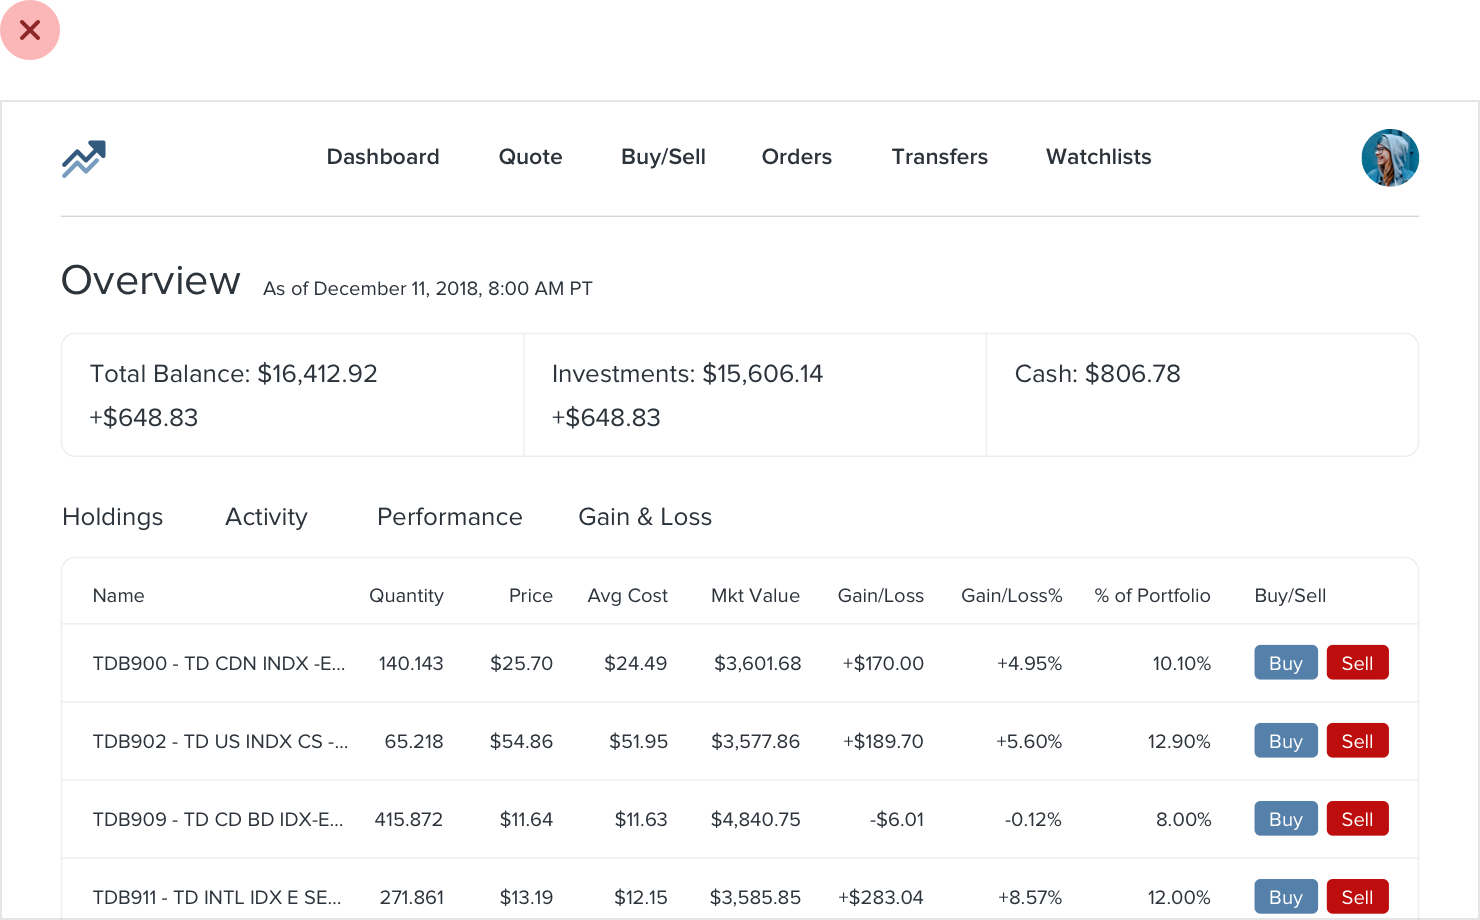 Dashboard Quote Buy/Sell Orders Transfers Watchlists
Overview As of December 11, 2018, 8:00 AM PT
Total Balance: $16,412.92 Investments: $15,606.14 Cash: $806.78
+$648.83 +$648.83
Holdings Activity Performance Gain & Loss
Name Quantity Price Avg Cost Mkt Value Gain/Loss Gain/Loss% % of Portfolio Buy/Sell
TDB900 - TD CDN INDX -E... 140.143 $25.70 $24.49 $3,601.68 +$170.00 +4.95% 10.10% Buy Sell
TDB902 - TD US INDX CS -... 65.218 $54.86 $51.95 $3,577.86 +$189.70 +5.60% 12.90% Buy Sell
TDB909 - TD CD BD IDX-E... 415.872 $11.64 $11.63 $4,840.75 -$6.01 -0.12% 8.00% Buy Sell
TDB911 - TD INTL IDX E SE... 271.861 $13.19 $12.15 $3,585.85 +$283.04 +8.57% 12.00% Buy Sell